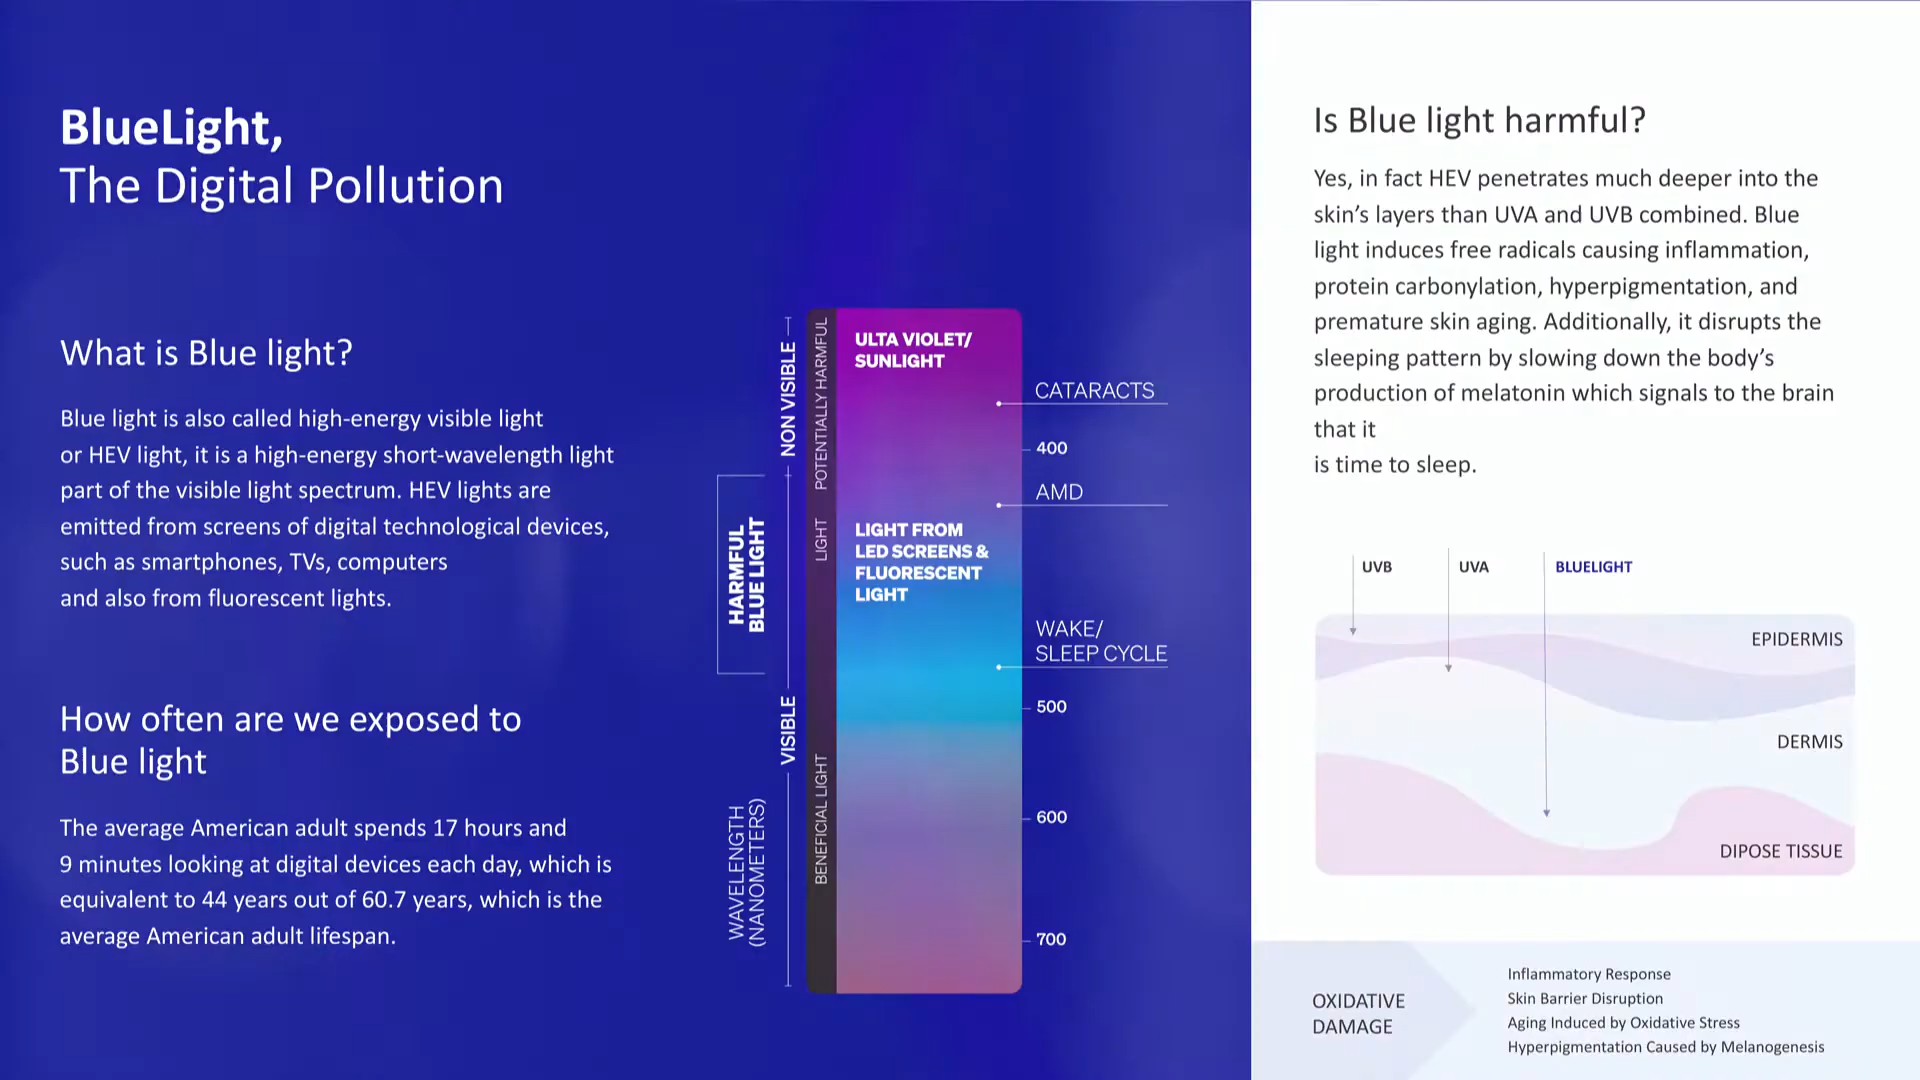 BlueLight,
The Digital Pollution
What is Blue light?
Blue light is also called high-energy visible light
or HEV light, it is a high-energy short-wavelength light
part of the visible light spectrum. HEV lights are
emitted from screens of digital technological devices,
such as smartphones, TVs, computers
and also from fluorescent lights.
How often are we exposed to
Blue light
The average American adult spends 17 hours and
9 minutes looking at digital devices each day, which is
equivalent to 44 years out of 60.7 years, which is the
average American adult lifespan.
HARMFUL
BLUE LIGHT
WAVELENGTH
(NANOMETERS)
NON VISIBLE
VISIBLE
POTENTIALLY HARMFUL
LIGHT
BENEFICIAL LIGHT
ULTA VIOLET/
SUNLIGHT
LIGHT FROM
LED SCREENS &
FLUORESCENT
LIGHT
CATARACTS
400
AMD
WAKE/
SLEEP CYCLE
500
600
700
Is Blue light harmful?
Yes, in fact HEV penetrates much deeper into the
skin’s layers than UVA and UVB combined. Blue
light induces free radicals causing inflammation,
protein carbonylation, hyperpigmentation, and
premature skin aging. Additionally, it disrupts the
sleeping pattern by slowing down the body’s
production of melatonin which signals to the brain
that it
is time to sleep.
UVB
UVA
BLUELIGHT
EPIDERMIS
DERMIS
DIPOSE TISSUE
OXIDATIVE
DAMAGE
Inflammatory Response
Skin Barrier Disruption
Aging Induced by Oxidative Stress
Hyperpigmentation Caused by Melanogenesis